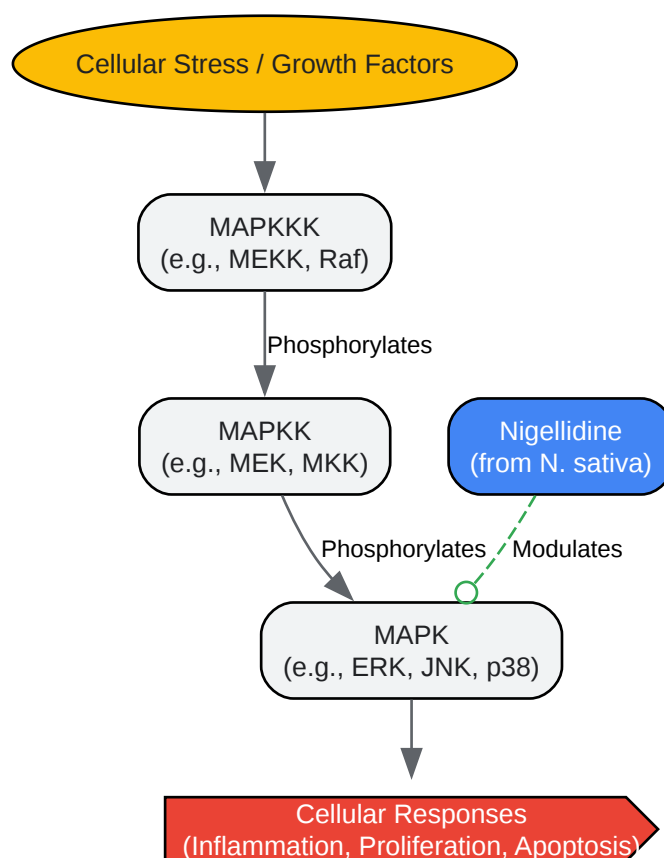 Cellular Stress / Growth Factors
MAPKKK
(e.g., MEKK, Raf)
Phosphorylates
MAPKK
(e.g., MEK, MKK)
Nigellidine
(from N. sativa)
Phosphorylates
Modulates
MAPK
(e.g., ERK, JNK, p38)
Cellular Responses
(Inflammation, Proliferation, Apoptosis)